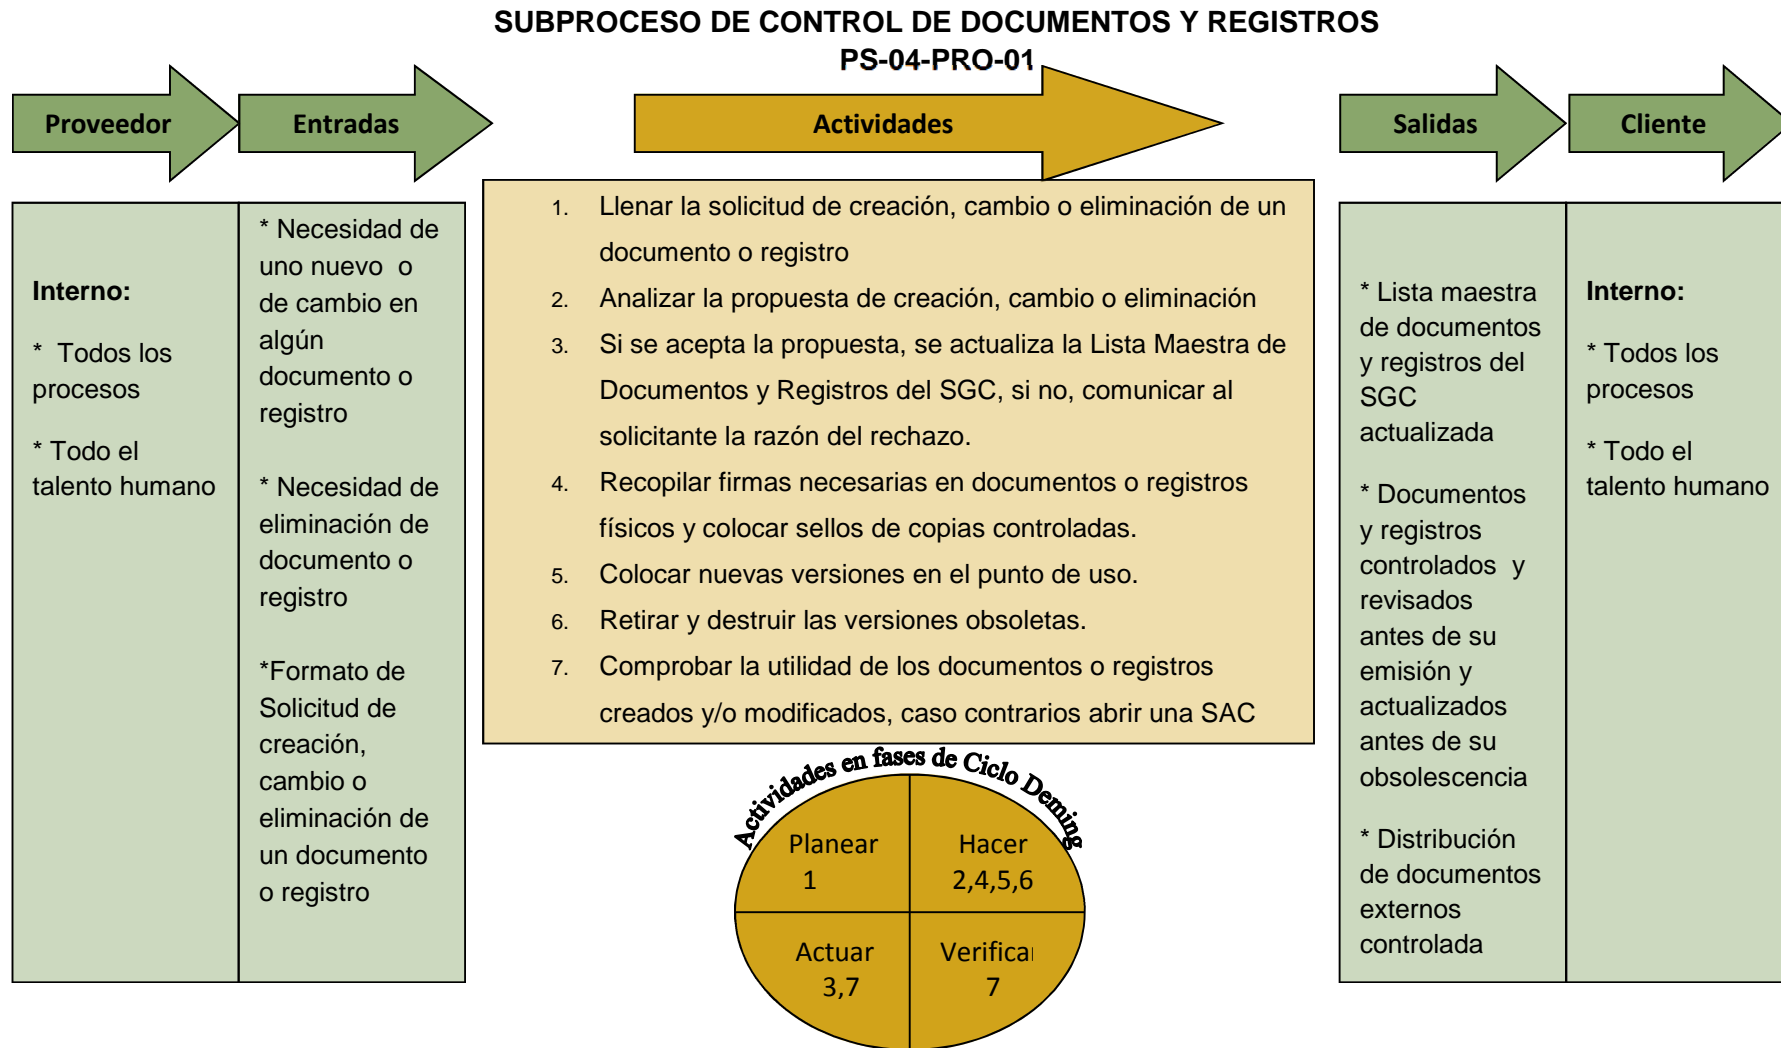 SUBPROCESO DE CONTROL DE DOCUMENTOS Y REGISTROS
PS-04-PRO-01
Proveedor
Entradas
Actividades
Salidas
Cliente
Interno:
* Todos los
procesos
* Todo el
talento humano
* Necesidad de
uno nuevo o
de cambio en
algún
documento o
registro
* Necesidad de
eliminación de
documento o
registro
*Formato de
Solicitud de
creación,
cambio o
eliminación de
un documento
o registro
1. Llenar la solicitud de creación, cambio o eliminación de un
documento o registro
2. Analizar la propuesta de creación, cambio o eliminación
3. Si se acepta la propuesta, se actualiza la Lista Maestra de
Documentos y Registros del SGC, si no, comunicar al
solicitante la razón del rechazo.
4. Recopilar firmas necesarias en documentos o registros
físicos y colocar sellos de copias controladas.
5. Colocar nuevas versiones en el punto de uso.
6. Retirar y destruir las versiones obsoletas.
7. Comprobar la utilidad de los documentos o registros
creados y/o modificados, caso contrarios abrir una SAC
Actividades en fases de Ciclo Deming
Planear
1
Hacer
2,4,5,6
Actuar
3,7
Verificar
7
* Lista maestra
de documentos
y registros del
SGC
actualizada
* Documentos
y registros
controlados y
revisados
antes de su
emisión y
actualizados
antes de su
obsolescencia
* Distribución
de documentos
externos
controlada
Interno:
* Todos los
procesos
* Todo el
talento humano